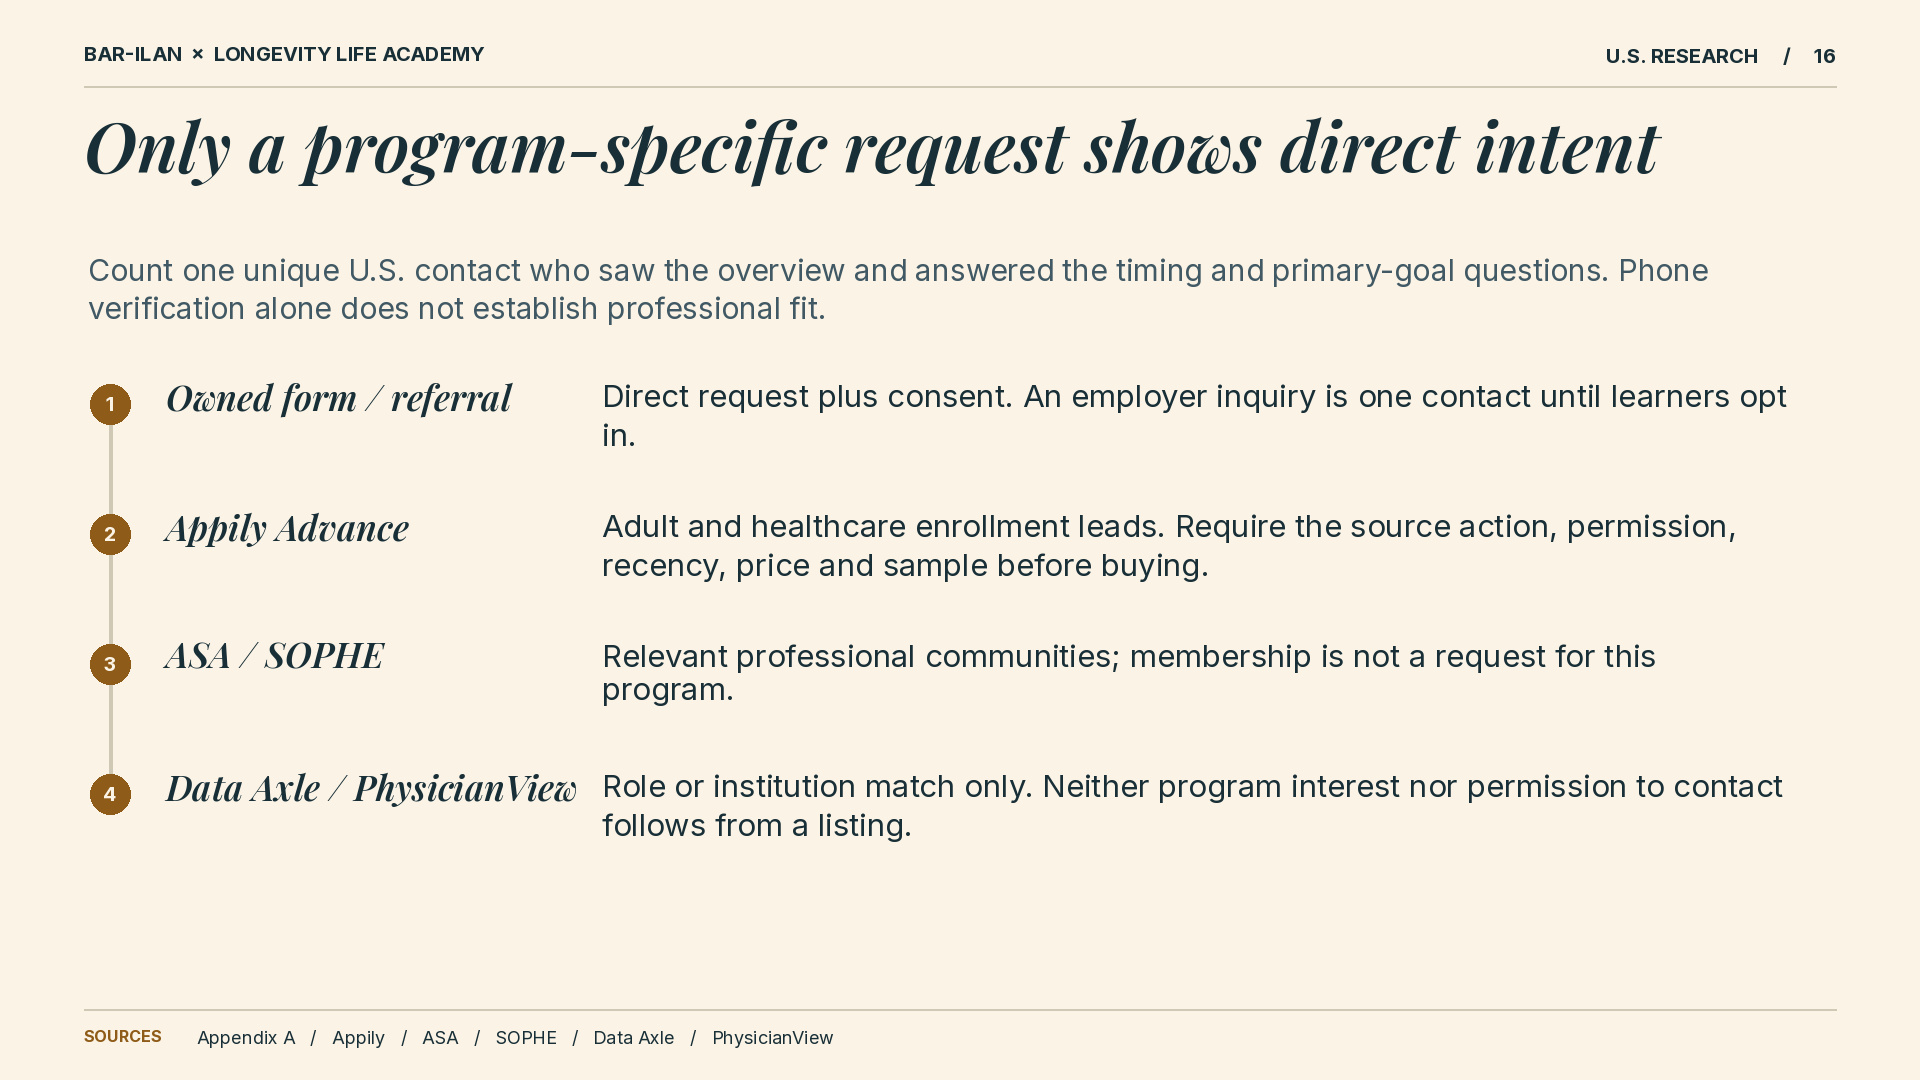 BAR-ILAN × LONGEVITY LIFE ACADEMY
U.S. RESEARCH / 16
Only a program-specific request shows direct intent
Count one unique U.S. contact who saw the overview and answered the timing and primary-goal questions. Phone
verification alone does not establish professional fit.
1 Owned form / referral
Direct request plus consent. An employer inquiry is one contact until learners opt
in.
2 Appily Advance
Adult and healthcare enrollment leads. Require the source action, permission,
recency, price and sample before buying.
3 ASA / SOPHE
Relevant professional communities; membership is not a request for this
program.
4 Data Axle / PhysicianView
Role or institution match only. Neither program interest nor permission to contact
follows from a listing.
SOURCES Appendix A / Appily / ASA / SOPHE / Data Axle / PhysicianView